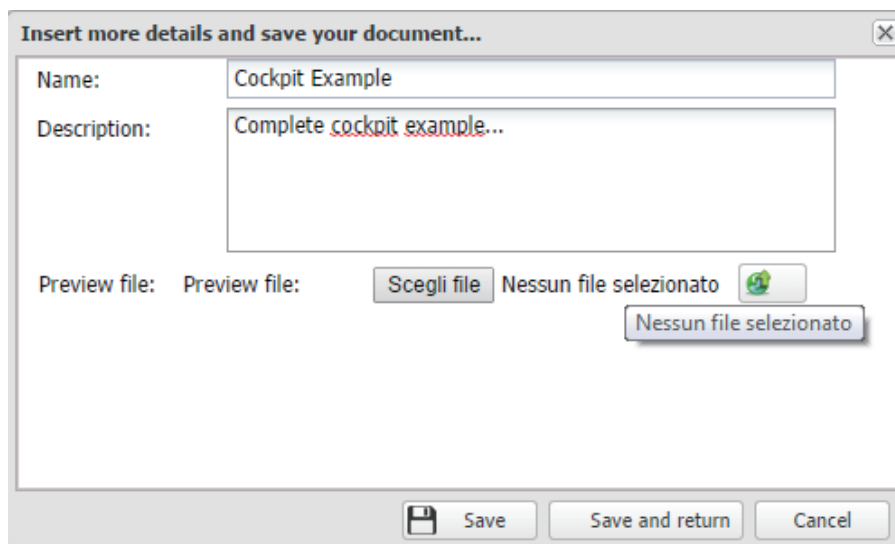 Insert more details and save your document...
Name: Cockpit Example
Description: Complete cockpit example...
Preview file: Preview file: Scegli file Nessun file selezionato
Nessun file selezionato
Save Save and return Cancel